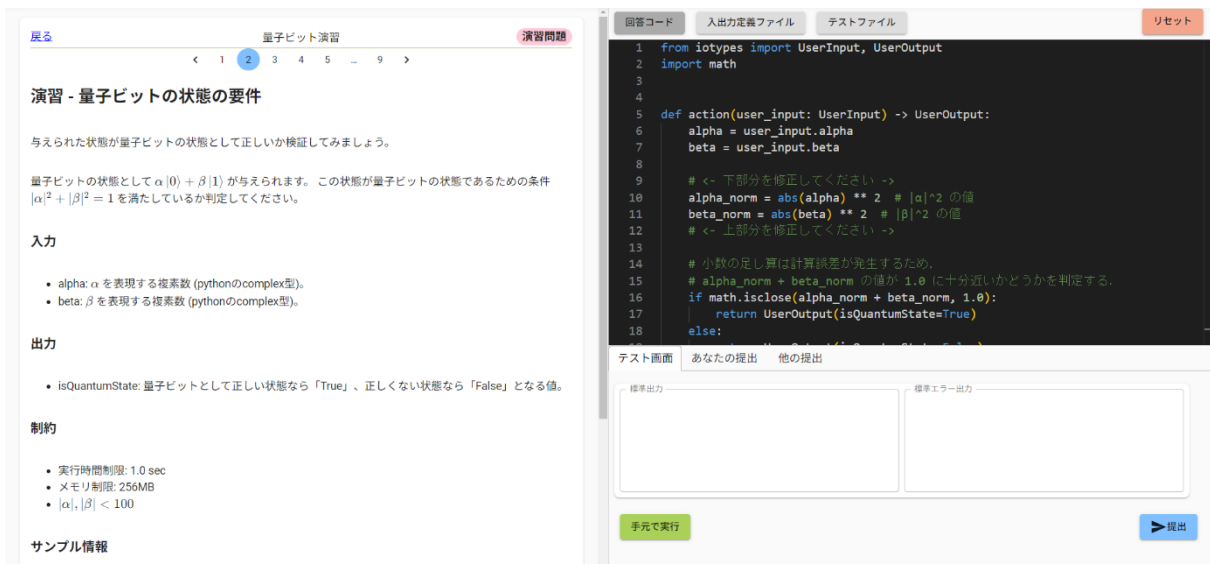 戻る
量子ビット演習
演習問題
‹ 1 2 3 4 5 … 9 ›
演習 - 量子ビットの状態の要件
与えられた状態が量子ビットの状態として正しいか検証してみましょう。
量子ビットの状態として α|0⟩ + β|1⟩ が与えられます。 この状態が量子ビットの状態であるための条件
|α|² + |β|² = 1 を満たしているか判定してください。
入力
• alpha: α を表現する複素数 (pythonのcomplex型)。
• beta: β を表現する複素数 (pythonのcomplex型)。
出力
• isQuantumState: 量子ビットとして正しい状態なら「True」、正しくない状態なら「False」となる値。
制約
• 実行時間制限: 1.0 sec
• メモリ制限: 256MB
• |α|, |β| < 100
サンプル情報
回答コード
入出力定義ファイル
テストファイル
リセット
1 from iotypes import UserInput, UserOutput
2 import math
3
4
5 def action(user_input: UserInput) -> UserOutput:
6 alpha = user_input.alpha
7 beta = user_input.beta
8
9 # <- 下部分を修正してください ->
10 alpha_norm = abs(alpha) ** 2 # |α|^2 の値
11 beta_norm = abs(beta) ** 2 # |β|^2 の値
12 # <- 上部分を修正してください ->
13
14 # 小数の足し算は計算誤差が発生するため、
15 # alpha_norm + beta_norm の値が 1.0 に十分近いかどうかを判定する.
16 if math.isclose(alpha_norm + beta_norm, 1.0):
17 return UserOutput(isQuantumState=True)
18 else:
テスト画面
あなたの提出
他の提出
標準出力
標準エラー出力
手元で実行
提出